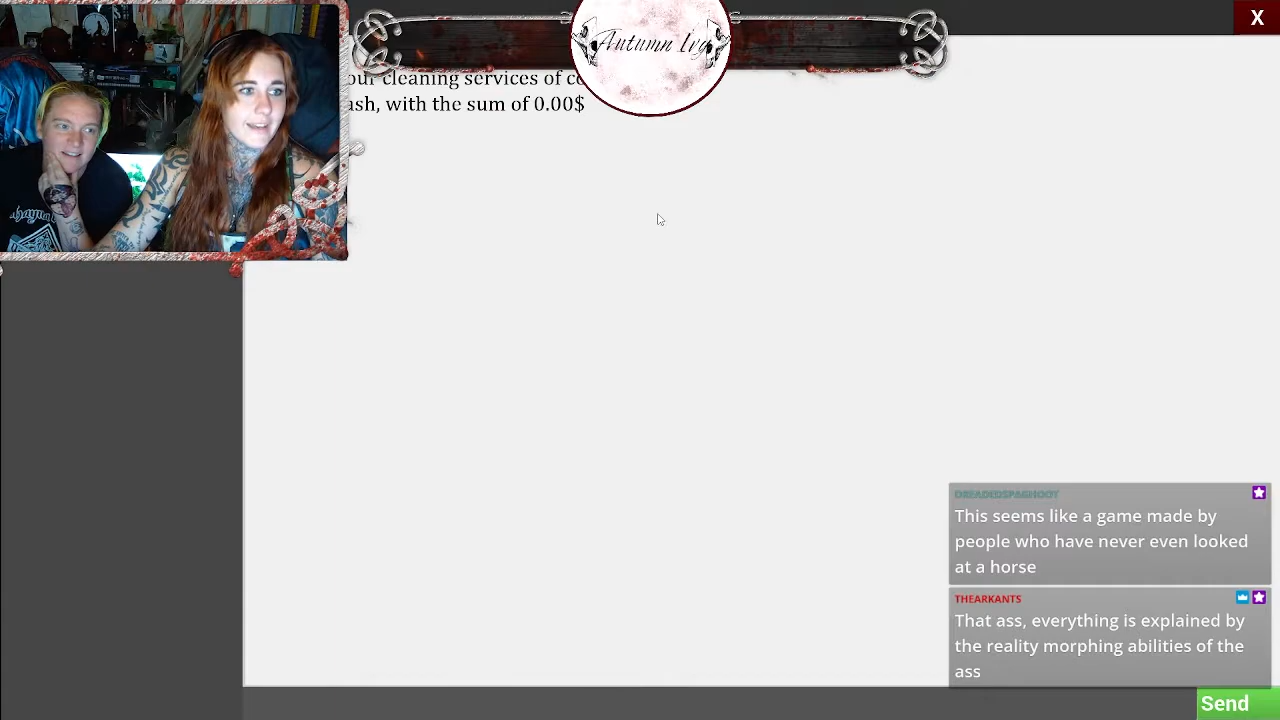 X
Autumn Ivy
our cleaning services of
ash, with the sum of 0.00$
DREADEDSPAGHOOT
This seems like a game made by
people who have never even looked
at a horse
THEARKANTS
That ass, everything is explained by
the reality morphing abilities of the
ass
Send